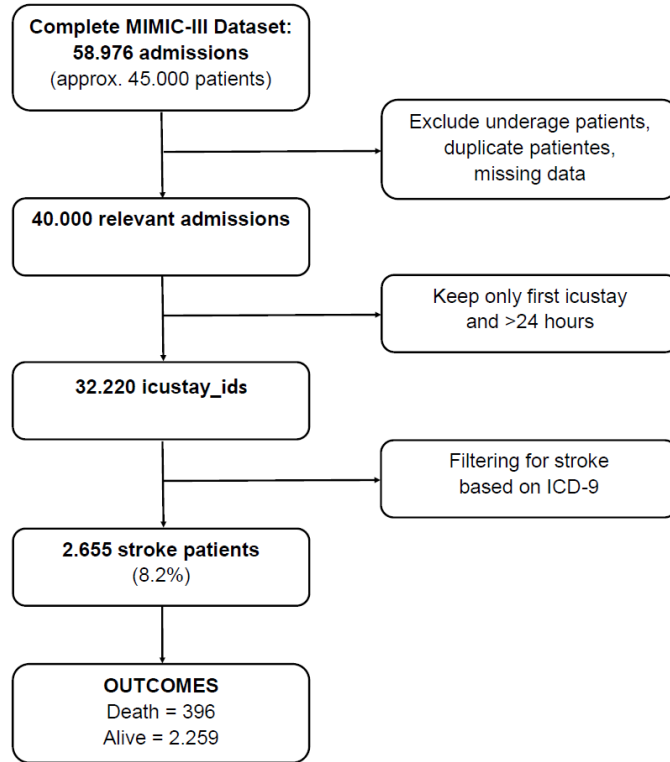 Complete MIMIC-III Dataset:
58.976 admissions
(approx. 45.000 patients)
Exclude underage patients,
duplicate patientes,
missing data
40.000 relevant admissions
Keep only first icustay
and >24 hours
32.220 icustay_ids
Filtering for stroke
based on ICD-9
2.655 stroke patients
(8.2%)
OUTCOMES
Death = 396
Alive = 2.259